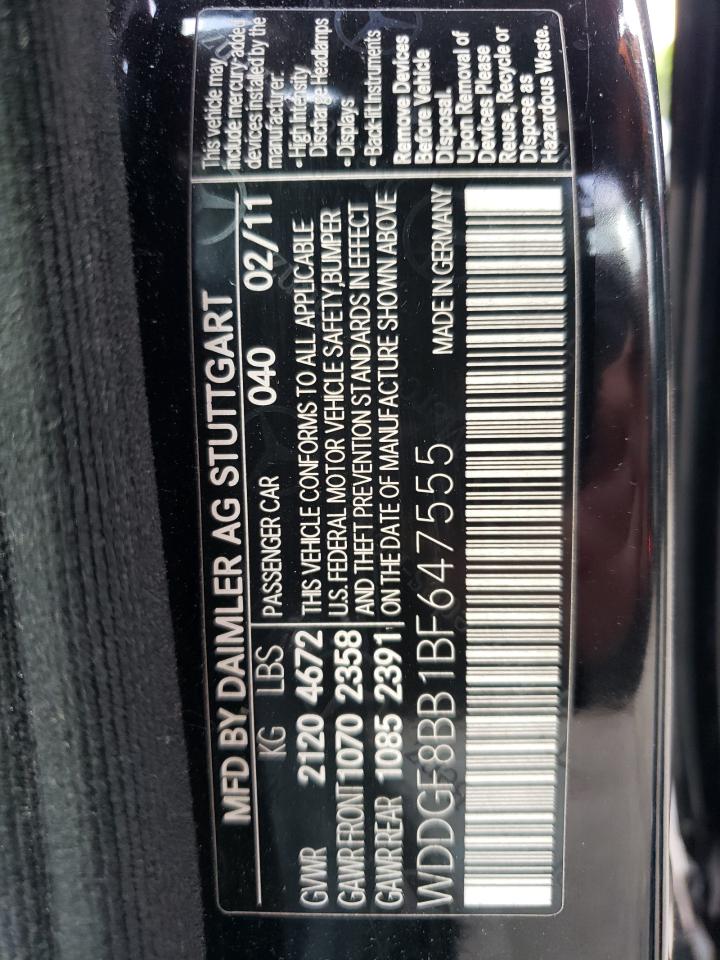 MFD BY DAIMLER AG STUTTGART
KG LBS PASSENGER CAR 040 02/11
GWR 2120 4672
GAWR FRONT 1070 2358
GAWR REAR 1085 2391
THIS VEHICLE CONFORMS TO ALL APPLICABLE
U.S. FEDERAL MOTOR VEHICLE SAFETY,BUMPER
AND THEFT PREVENTION STANDARDS IN EFFECT
ON THE DATE OF MANUFACTURE SHOWN ABOVE
WDDGF8BB1BF647555 MADE IN GERMANY
This vehicle may
include mercury-added
devices installed by the
manufacturer:
• High Intensity
Discharge Headlamps
• Displays
• Back-lit Instruments
Remove Devices
Before Vehicle
Disposal.
Upon Removal of
Devices Please
Reuse, Recycle or
Dispose as
Hazardous Waste.